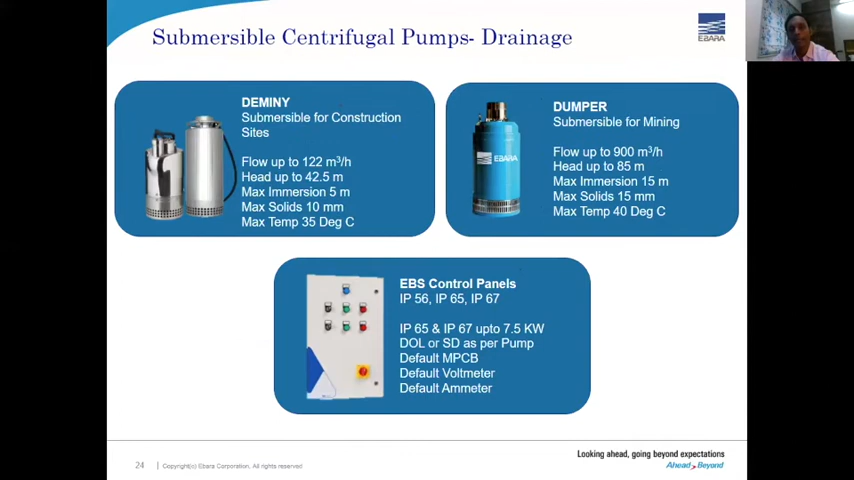 Submersible Centrifugal Pumps- Drainage
EBARA
DEMINY
Submersible for Construction
Sites
Flow up to 122 m³/h
Head up to 42.5 m
Max Immersion 5 m
Max Solids 10 mm
Max Temp 35 Deg C
EBARA
DUMPER
Submersible for Mining
Flow up to 900 m³/h
Head up to 85 m
Max Immersion 15 m
Max Solids 15 mm
Max Temp 40 Deg C
EBS Control Panels
IP 56, IP 65, IP 67
IP 65 & IP 67 upto 7.5 KW
DOL or SD as per Pump
Default MPCB
Default Voltmeter
Default Ammeter
Looking ahead, going beyond expectations
Ahead Beyond
24 | Copyright(c) Ebara Corporation. All rights reserved